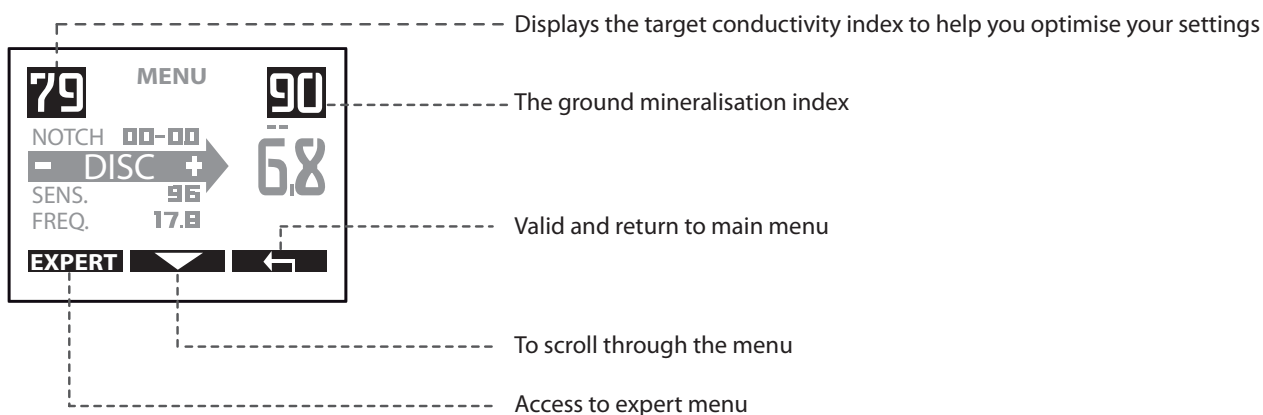 Displays the target conductivity index to help you optimise your settings
79 MENU 90
The ground mineralisation index
NOTCH 00-00
- DISC + 6,8
SENS. 96
FREQ. 17.8
Valid and return to main menu
EXPERT
To scroll through the menu
Access to expert menu